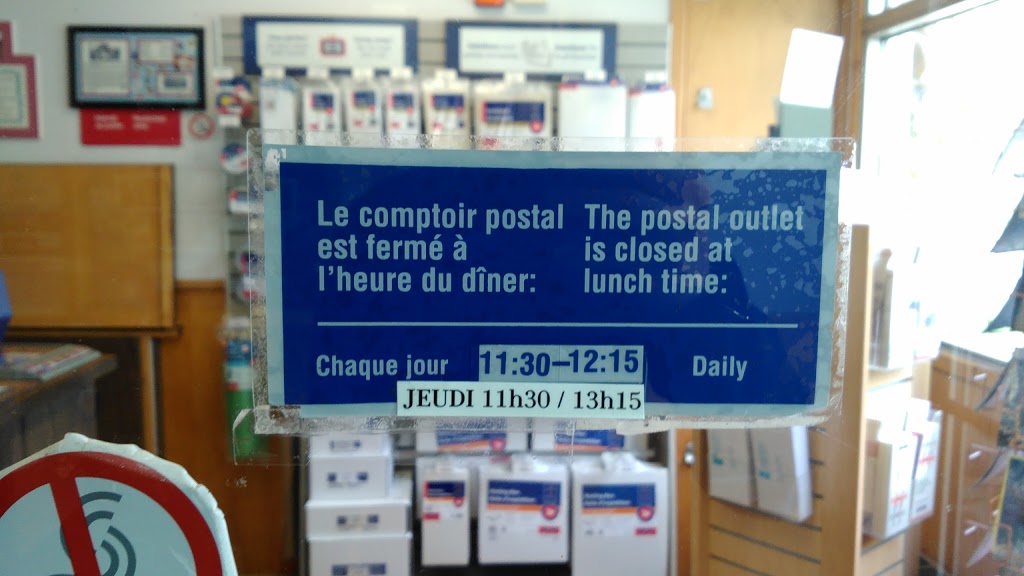 Le comptoir postal
est fermé à
l'heure du dîner:
The postal outlet
is closed at
lunch time:
Chaque jour 11:30–12:15 Daily
JEUDI 11h30 / 13h15